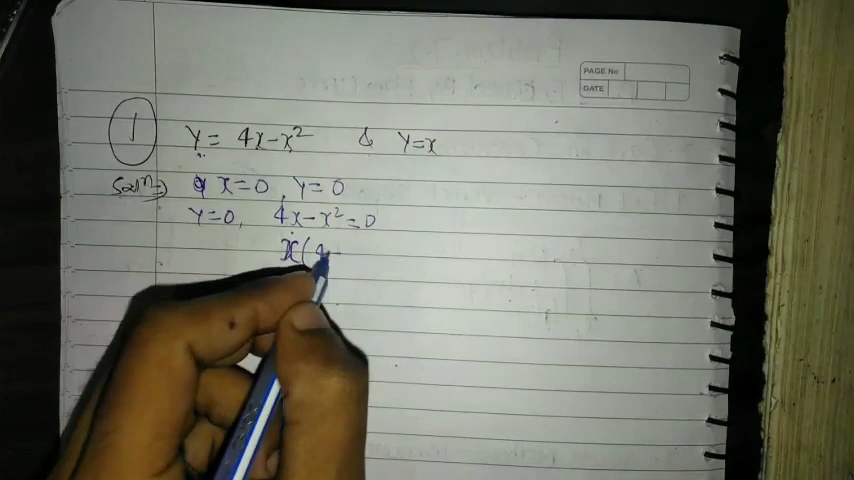 PAGE No
DATE
1 Y = 4x-x² & Y=x
Soln⇒ x=0, Y=0
Y=0, 4x-x²=0
x(4-